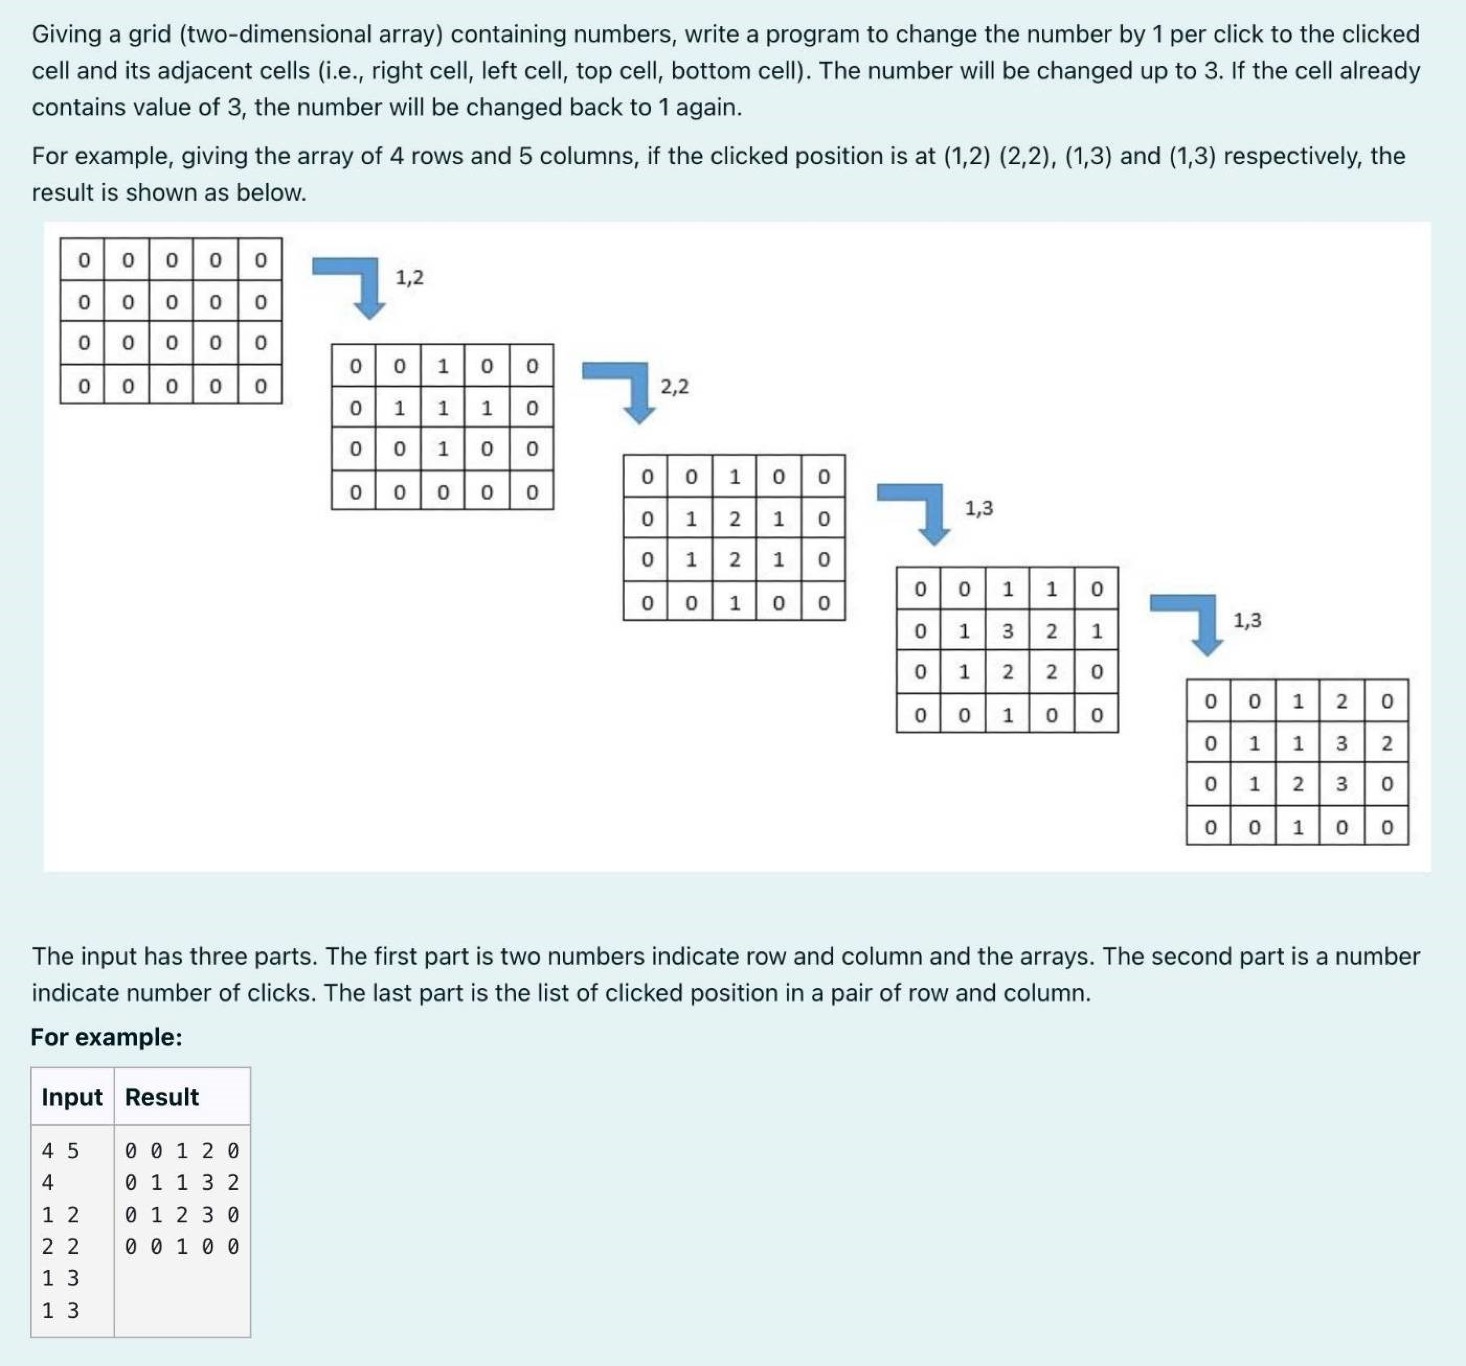 Giving a grid (two-dimensional array) containing numbers, write a program to change the number by 1 per click to the clicked
cell and its adjacent cells (i.e., right cell, left cell, top cell, bottom cell). The number will be changed up to 3. If the cell already
contains value of 3, the number will be changed back to 1 again.
For example, giving the array of 4 rows and 5 columns, if the clicked position is at (1,2) (2,2), (1,3) and (1,3) respectively, the
result is shown as below.
0 0 0 0 0
0 0 0 0 0
0 0 0 0 0
0 0 0 0 0
1,2
0 0 1 0 0
0 1 1 1 0
0 0 1 0 0
0 0 0 0 0
2,2
0 0 1 0 0
0 1 2 1 0
0 1 2 1 0
0 0 1 0 0
1,3
0 0 1 1 0
0 1 3 2 1
0 1 2 2 0
0 0 1 0 0
1,3
0 0 1 2 0
0 1 1 3 2
0 1 2 3 0
0 0 1 0 0
The input has three parts. The first part is two numbers indicate row and column and the arrays. The second part is a number
indicate number of clicks. The last part is the list of clicked position in a pair of row and column.
For example:
Input Result
4 5 0 0 1 2 0
4 0 1 1 3 2
1 2 0 1 2 3 0
2 2 0 0 1 0 0
1 3
1 3